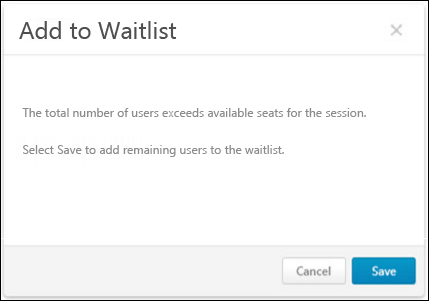 Add to Waitlist
The total number of users exceeds available seats for the session.
Select Save to add remaining users to the waitlist.
Cancel Save